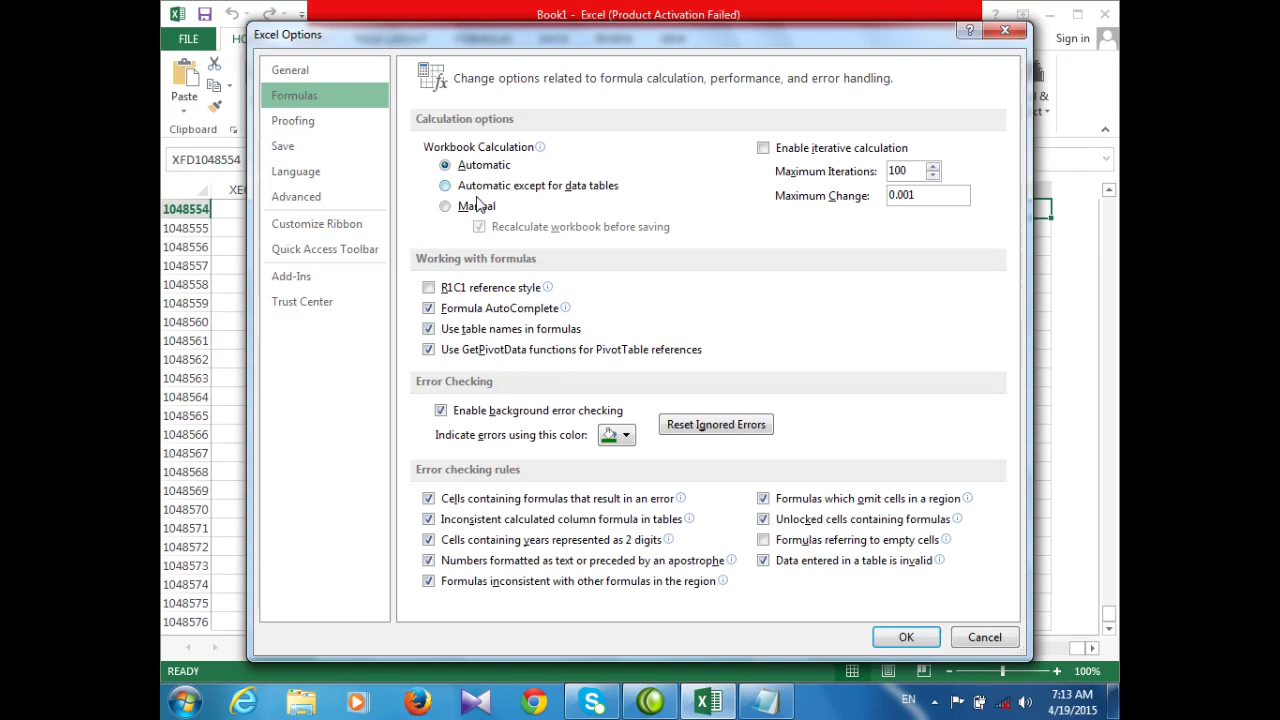 Book1 - Excel (Product Activation Failed)
FILE
Sign in
Excel Options
Paste
Clipboard
XFD1048554
General
Formulas
Proofing
Save
Language
Advanced
Customize Ribbon
Quick Access Toolbar
Add-Ins
Trust Center
Change options related to formula calculation, performance, and error handling.
Calculation options
Workbook Calculation
Automatic
Automatic except for data tables
Manual
Recalculate workbook before saving
Enable iterative calculation
Maximum Iterations: 100
Maximum Change: 0.001
Working with formulas
R1C1 reference style
Formula AutoComplete
Use table names in formulas
Use GetPivotData functions for PivotTable references
Error Checking
Enable background error checking
Indicate errors using this color:
Reset Ignored Errors
Error checking rules
Cells containing formulas that result in an error
Inconsistent calculated column formula in tables
Cells containing years represented as 2 digits
Numbers formatted as text or preceded by an apostrophe
Formulas inconsistent with other formulas in the region
Formulas which omit cells in a region
Unlocked cells containing formulas
Formulas referring to empty cells
Data entered in a table is invalid
OK
Cancel
1048554
1048555
1048556
1048557
1048558
1048559
1048560
1048561
1048562
1048563
1048564
1048565
1048566
1048567
1048568
1048569
1048570
1048571
1048572
1048573
1048574
1048575
1048576
READY
100%
EN
7:13 AM
4/19/2015